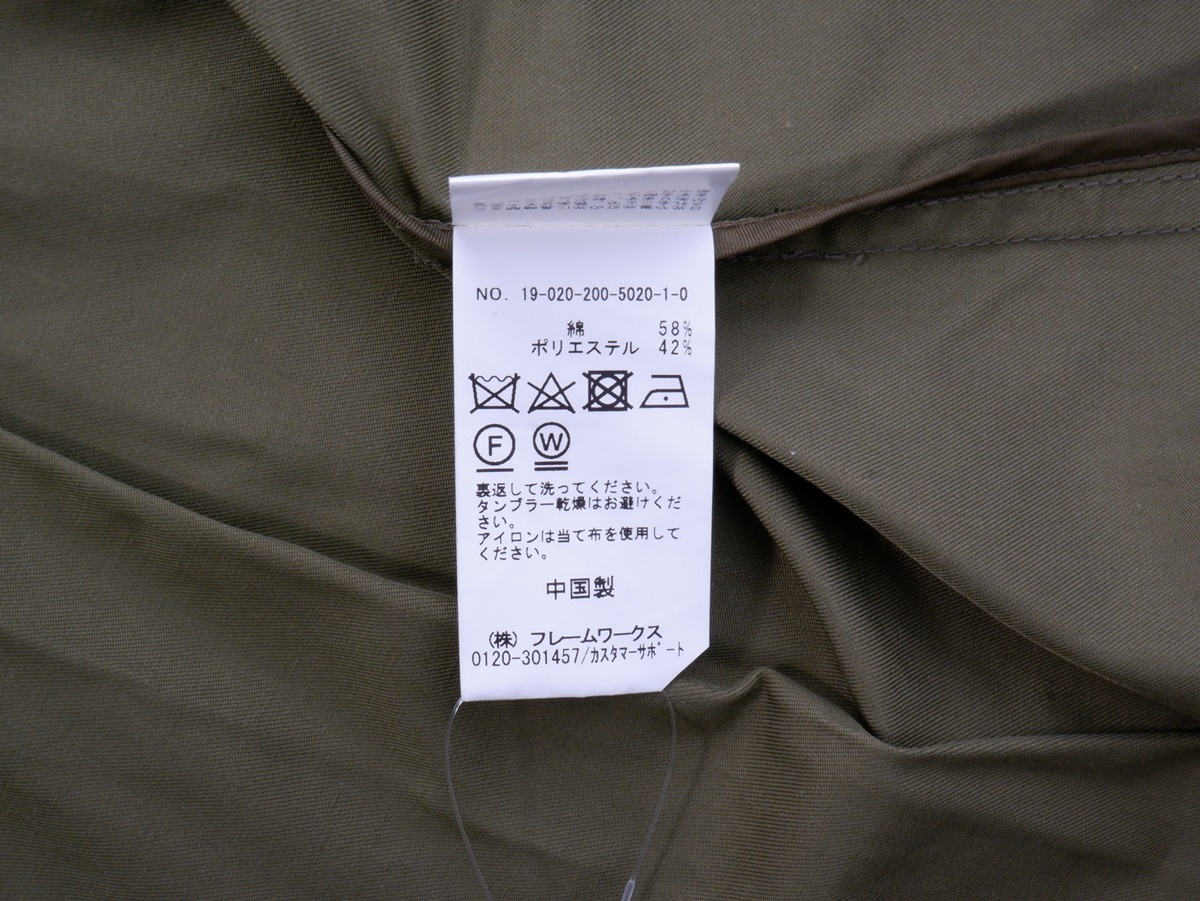 NO. 19-020-200-5020-1-0
綿 58%
ポリエステル 42%
F W
裏返して洗ってください。
タンブラー乾燥はお避けくだ
さい。
アイロンは当て布を使用して
ください。
中国製
(株) フレームワークス
0120-301457/カスタマーサポート